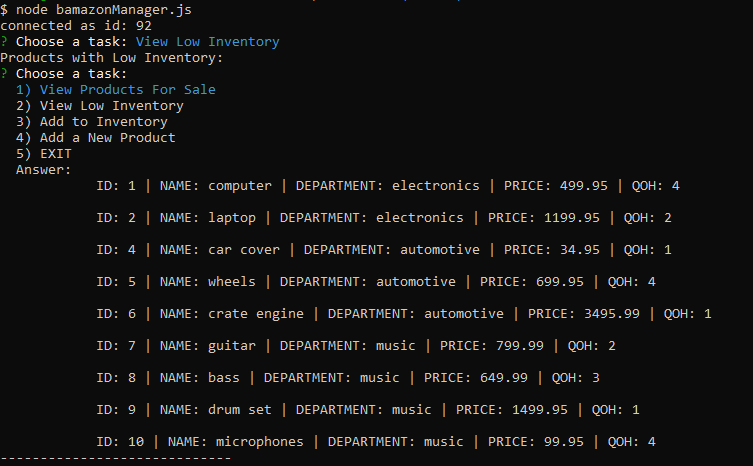 $ node bamazonManager.js
connected as id: 92
? Choose a task: View Low Inventory
Products with Low Inventory:
? Choose a task:
1) View Products For Sale
2) View Low Inventory
3) Add to Inventory
4) Add a New Product
5) EXIT
Answer:
ID: 1 | NAME: computer | DEPARTMENT: electronics | PRICE: 499.95 | QOH: 4
ID: 2 | NAME: laptop | DEPARTMENT: electronics | PRICE: 1199.95 | QOH: 2
ID: 4 | NAME: car cover | DEPARTMENT: automotive | PRICE: 34.95 | QOH: 1
ID: 5 | NAME: wheels | DEPARTMENT: automotive | PRICE: 699.95 | QOH: 4
ID: 6 | NAME: crate engine | DEPARTMENT: automotive | PRICE: 3495.99 | QOH: 1
ID: 7 | NAME: guitar | DEPARTMENT: music | PRICE: 799.99 | QOH: 2
ID: 8 | NAME: bass | DEPARTMENT: music | PRICE: 649.99 | QOH: 3
ID: 9 | NAME: drum set | DEPARTMENT: music | PRICE: 1499.95 | QOH: 1
ID: 10 | NAME: microphones | DEPARTMENT: music | PRICE: 99.95 | QOH: 4
-----------------------------